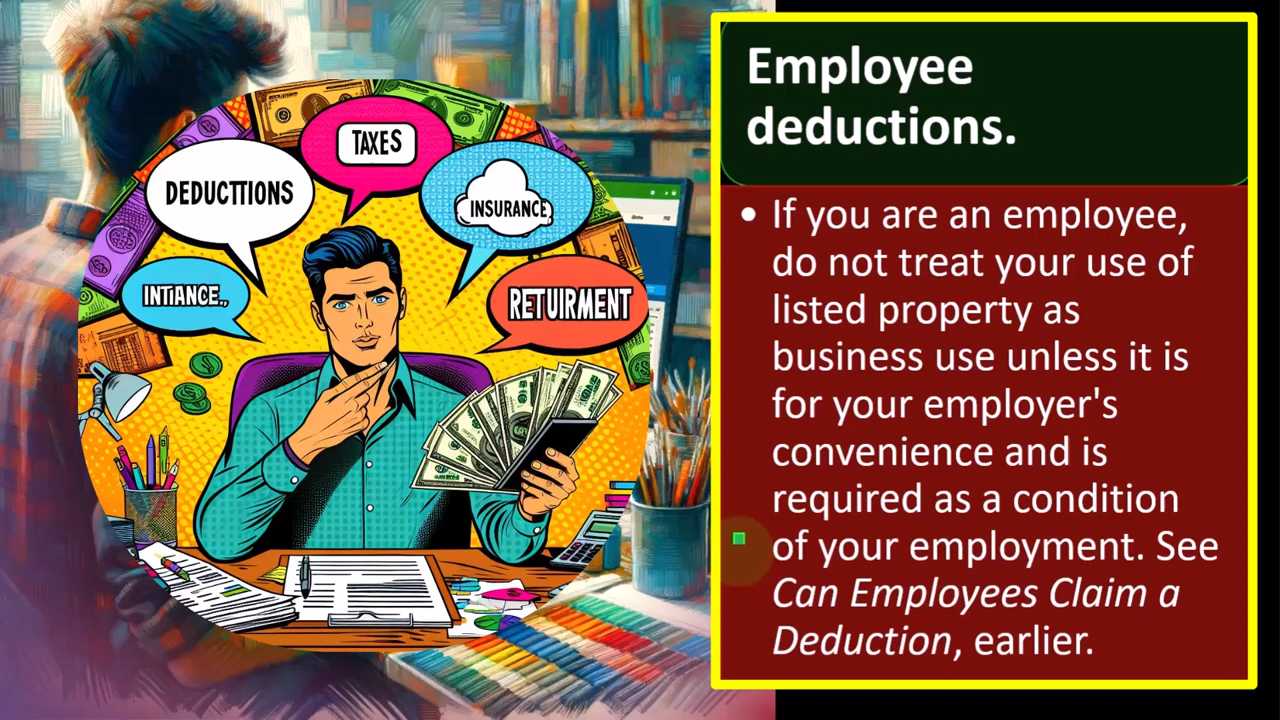 TAXES
DEDUCTTIONS
INSURANCE
INTIANCE..
RETUIRMENT
Employee
deductions.
• If you are an employee,
do not treat your use of
listed property as
business use unless it is
for your employer's
convenience and is
required as a condition
of your employment. See
Can Employees Claim a
Deduction, earlier.